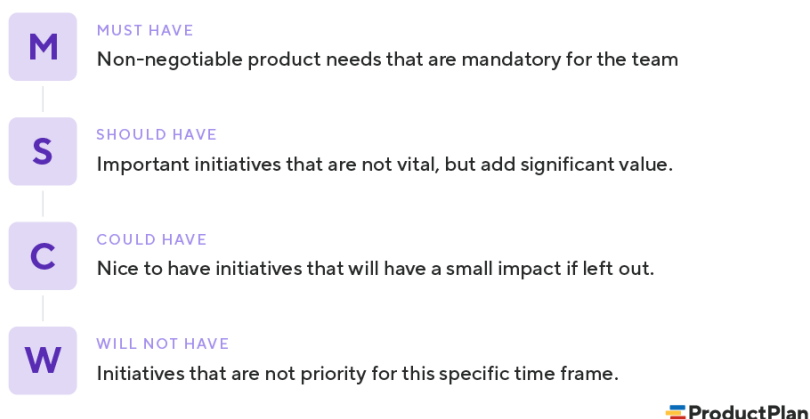 M
MUST HAVE
Non-negotiable product needs that are mandatory for the team
S
SHOULD HAVE
Important initiatives that are not vital, but add significant value.
C
COULD HAVE
Nice to have initiatives that will have a small impact if left out.
W
WILL NOT HAVE
Initiatives that are not priority for this specific time frame.
ProductPlan